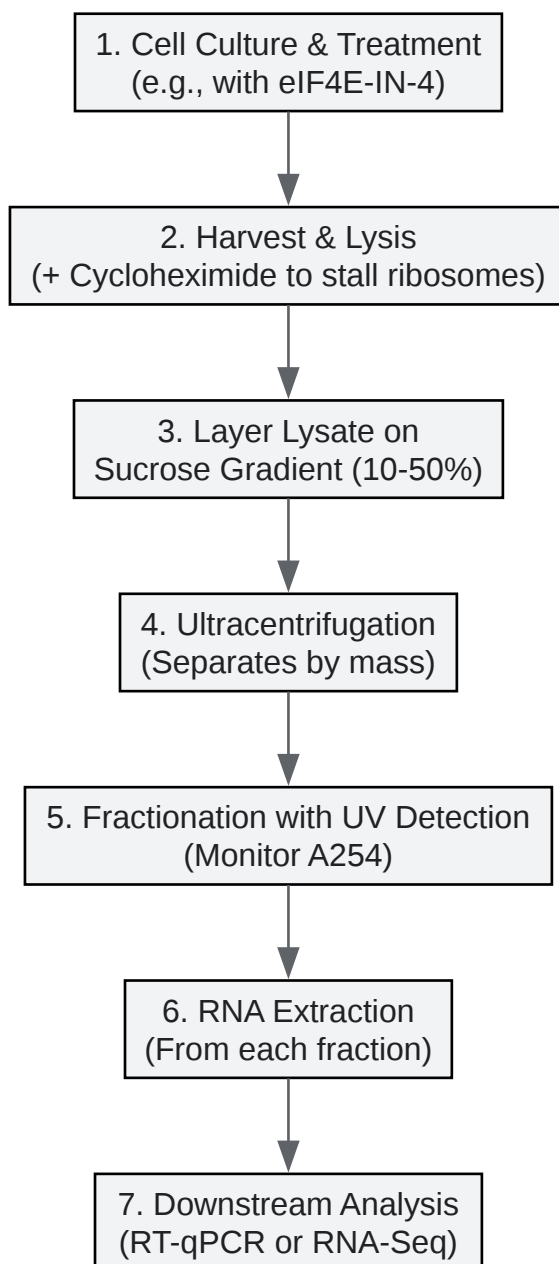 1. Cell Culture & Treatment
(e.g., with eIF4E-IN-4)
2. Harvest & Lysis
(+ Cycloheximide to stall ribosomes)
3. Layer Lysate on
Sucrose Gradient (10-50%)
4. Ultracentrifugation
(Separates by mass)
5. Fractionation with UV Detection
(Monitor A254)
6. RNA Extraction
(From each fraction)
7. Downstream Analysis
(RT-qPCR or RNA-Seq)